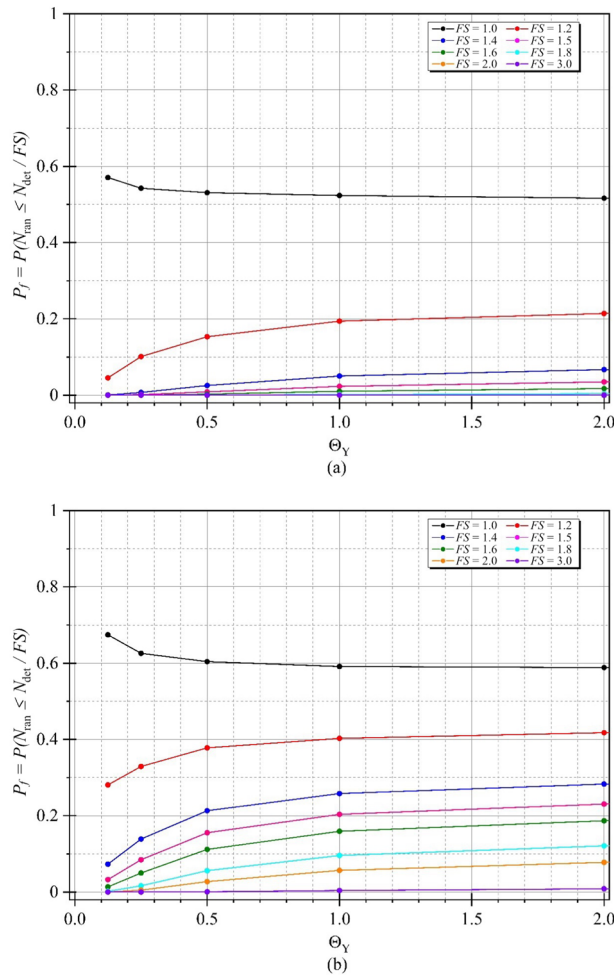 1
0.8
0.6
0.4
0.2
0
P_f = P(N_ran ≤ N_det / FS)
FS = 1.0 FS = 1.2
FS = 1.4 FS = 1.5
FS = 1.6 FS = 1.8
FS = 2.0 FS = 3.0
0.0 0.5 1.0 1.5 2.0
Θ_Y
(a)
1
0.8
0.6
0.4
0.2
0
P_f = P(N_ran ≤ N_det / FS)
FS = 1.0 FS = 1.2
FS = 1.4 FS = 1.5
FS = 1.6 FS = 1.8
FS = 2.0 FS = 3.0
0.0 0.5 1.0 1.5 2.0
Θ_Y
(b)